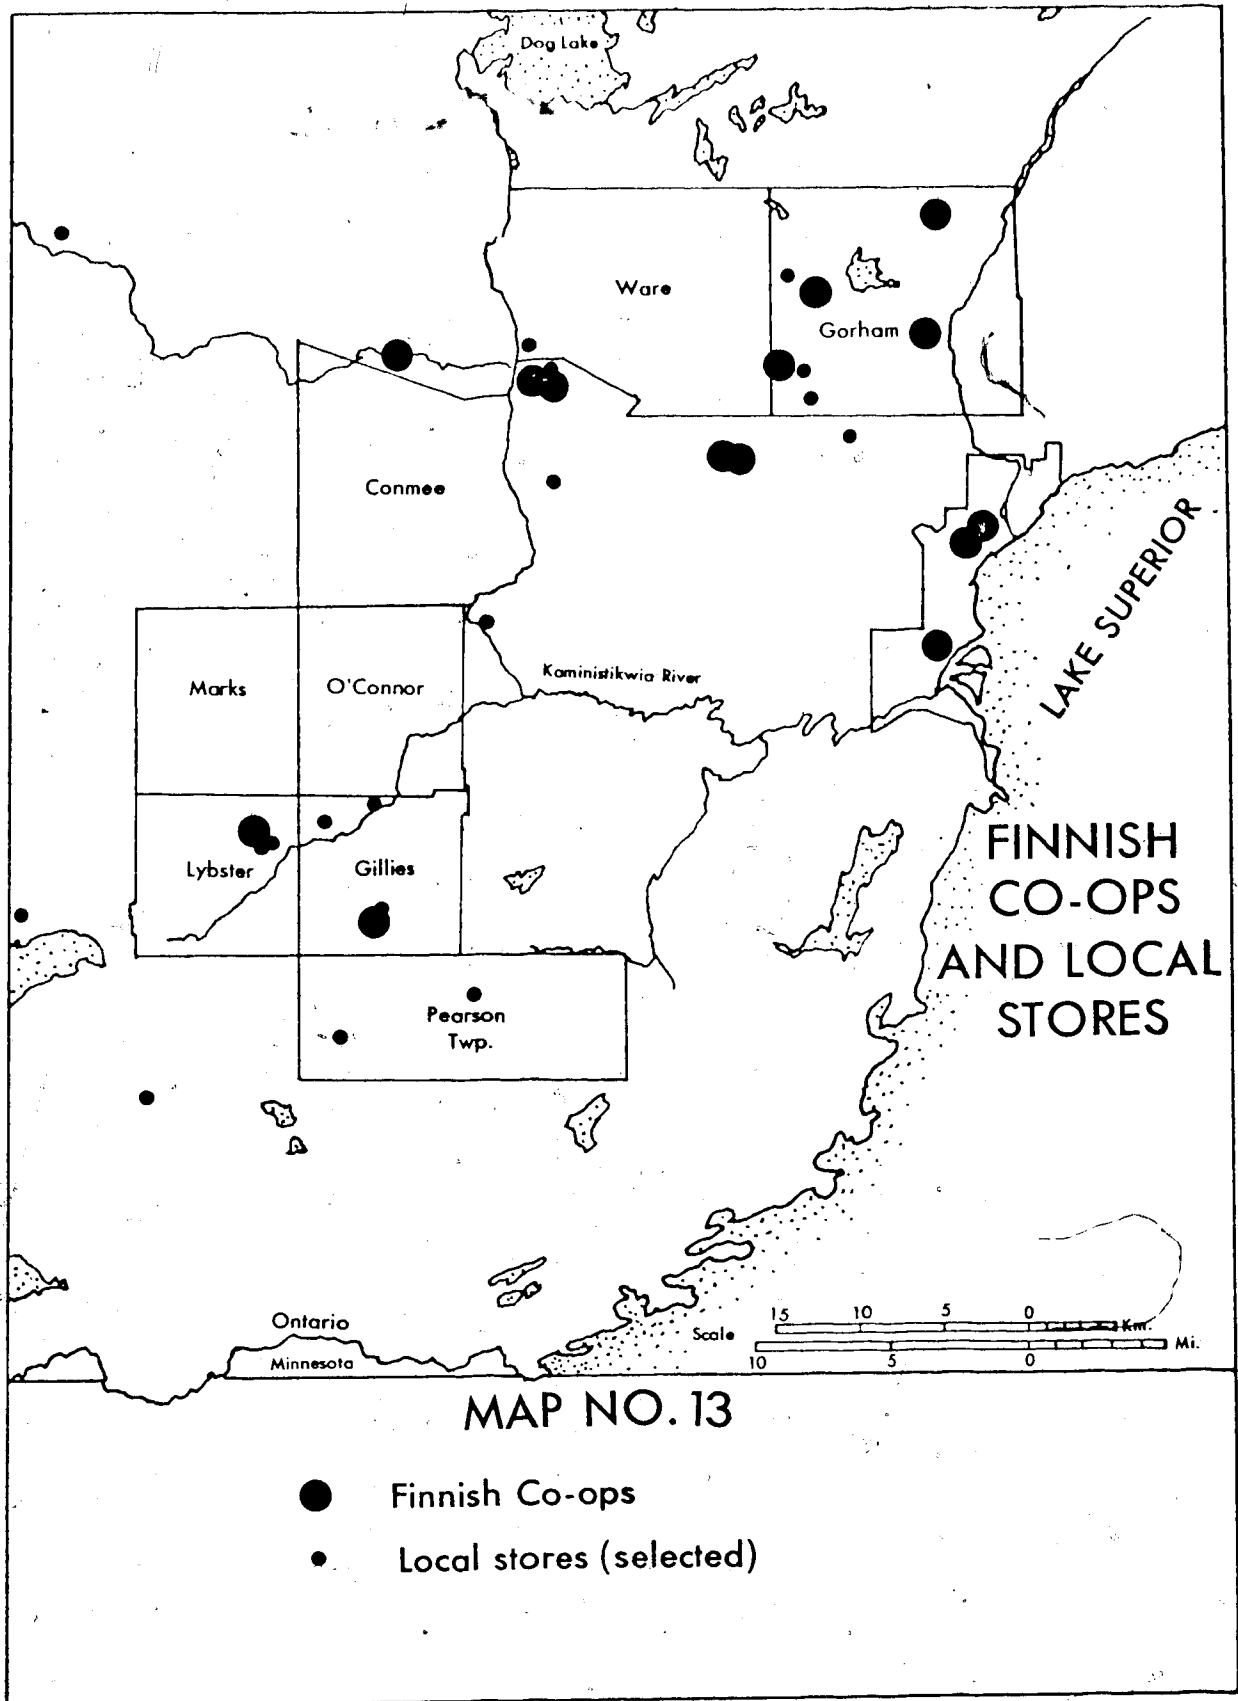 Dog Lake
Ware
Gorham
Conmee
Marks
O'Connor
Kaministikwia River
LAKE SUPERIOR
Lybster
Gillies
Pearson
Twp.
FINNISH
CO-OPS
AND LOCAL
STORES
Ontario
Minnesota
Scale
15 10 5 0 Km.
10 5 0 Mi.
MAP NO. 13
Finnish Co-ops
Local stores (selected)